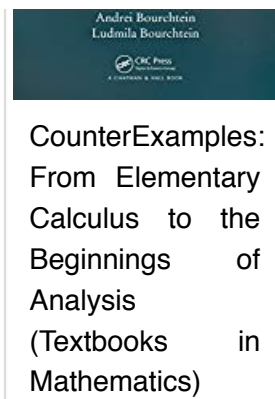 Andrei Bourchtein
Ludmila Bourchtein
CRC Press
A CHAPMAN & HALL BOOK
CounterExamples:
From Elementary
Calculus to the
Beginnings of
Analysis
(Textbooks in
Mathematics)